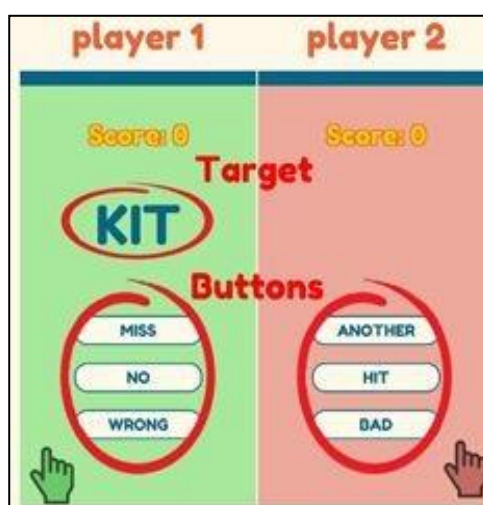 player 1 player 2
Score: 0 Score: 0
Target
KIT
Buttons
MISS ANOTHER
NO HIT
WRONG BAD